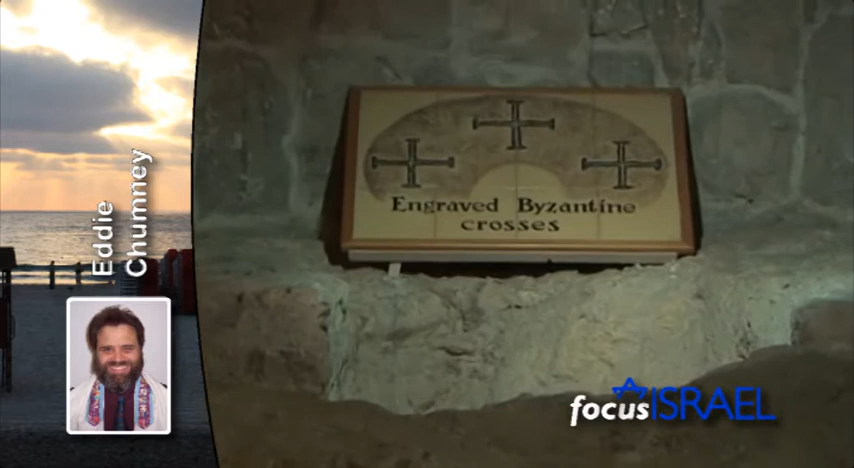 Eddie
Chumney
Engraved Byzantine
crosses
focusISRAEL